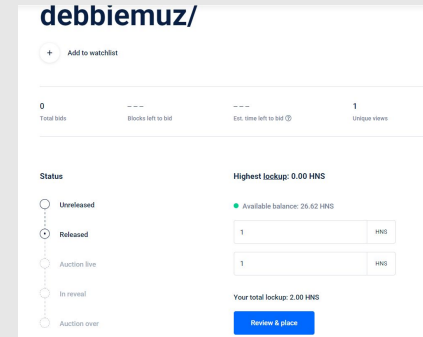 debbiemuz/
+ Add to watchlist
0 --- --- 1
Total bids Blocks left to bid Est. time left to bid ? Unique views
Status Highest lockup: 0.00 HNS
Unreleased Available balance: 26.62 HNS
Released 1 HNS
Auction live 1 HNS
In reveal Your total lockup: 2.00 HNS
Auction over Review & place